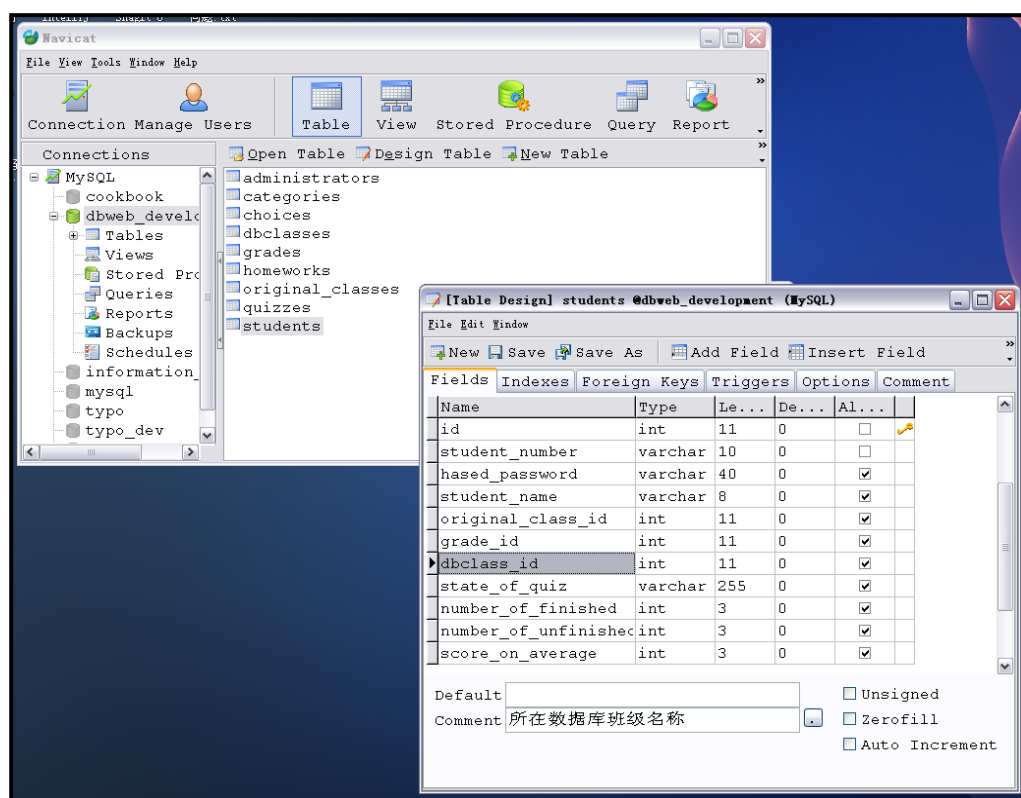 Navicat
File View Tools Window Help
Connection Manage Users Table View Stored Procedure Query Report
Connections
Open Table Design Table New Table
MySQL
cookbook
dbweb_develo
Tables
Views
Stored Pro
Queries
Reports
Backups
Schedules
information_
mysql
typo
typo_dev
administrators
categories
choices
dbclasses
grades
homeworks
original_classes
quizzes
students
[Table Design] students @dbweb_development (MySQL)
File Edit Window
New Save Save As Add Field Insert Field
Fields Indexes Foreign Keys Triggers Options Comment
Name Type Le... De... Al...
id int 11 0
student_number varchar 10 0
hased_password varchar 40 0
student_name varchar 8 0
original_class_id int 11 0
grade_id int 11 0
dbclass_id int 11 0
state_of_quiz varchar 255 0
number_of_finished int 3 0
number_of_unfinished int 3 0
score_on_average int 3 0
Default
Comment 所在数据库班级名称
Unsigned
Zerofill
Auto Increment